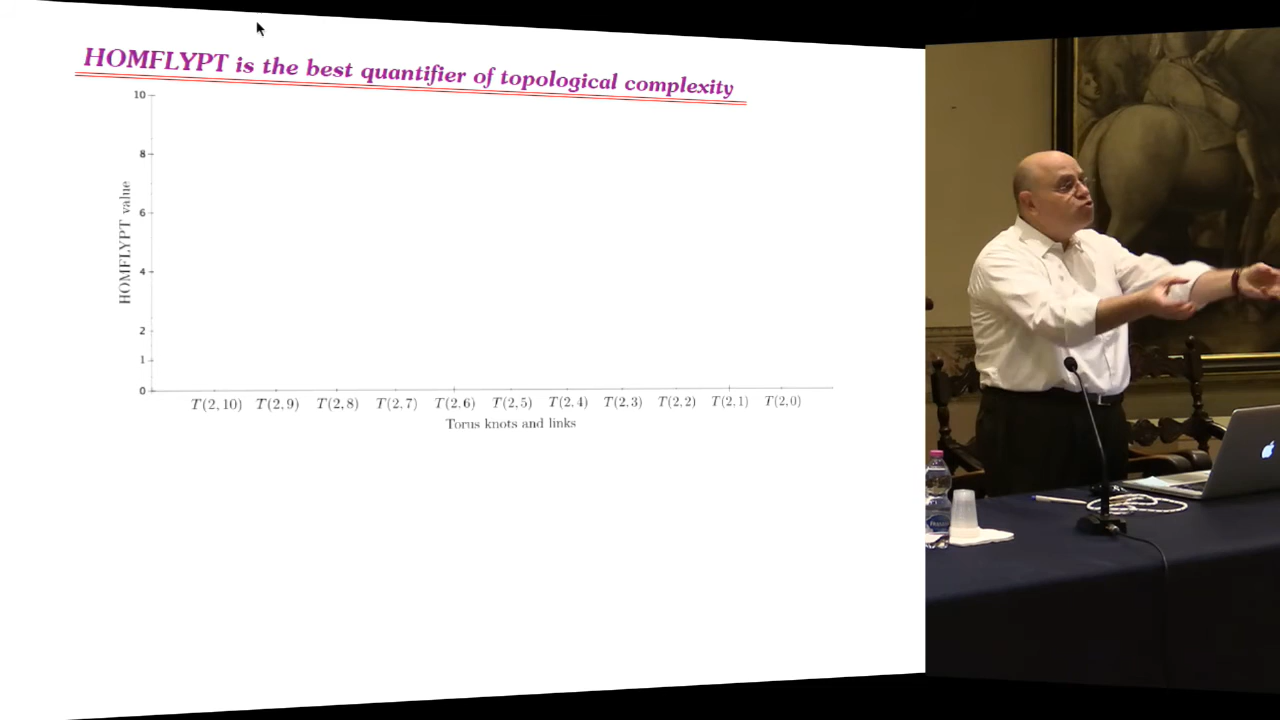 HOMFLYPT is the best quantifier of topological complexity
10
8
6
4
2
1
0
HOMFLYPT value
T(2,10) T(2,9) T(2,8) T(2,7) T(2,6) T(2,5) T(2,4) T(2,3) T(2,2) T(2,1) T(2,0)
Torus knots and links